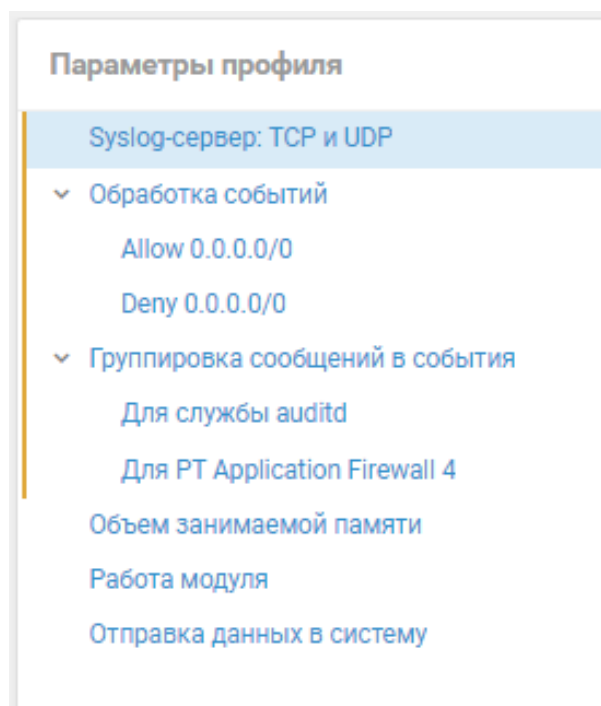 Параметры профиля
Syslog-сервер: TCP и UDP
Обработка событий
Allow 0.0.0.0/0
Deny 0.0.0.0/0
Группировка сообщений в события
Для службы auditd
Для PT Application Firewall 4
Объем занимаемой памяти
Работа модуля
Отправка данных в систему